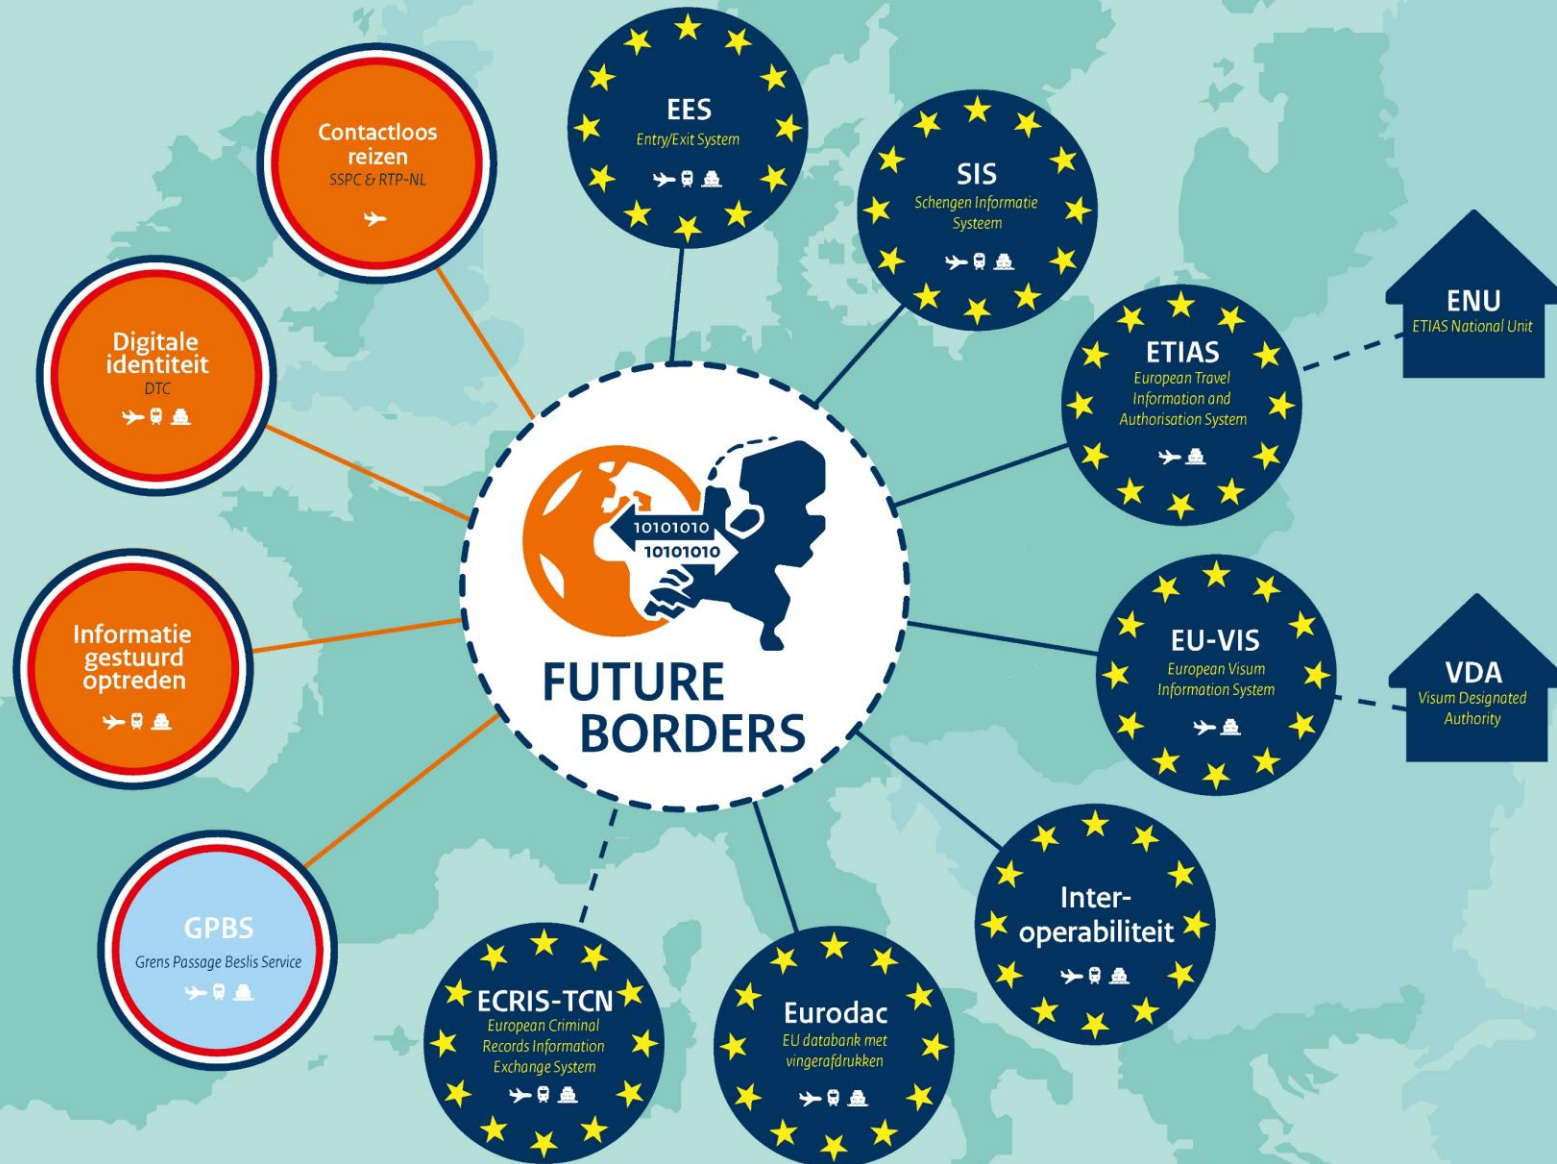 EES
Entry/Exit System
SIS
Schengen Informatie
Systeem
ETIAS
European Travel
Information and
Authorisation System
ENU
ETIAS National Unit
EU-VIS
European Visum
Information System
VDA
Visum Designated
Authority
Inter-
operabiliteit
Eurodac
EU databank met
vingerafdrukken
ECRIS-TCN
European Criminal
Records Information
Exchange System
GPBS
Grens Passage Beslis Service
Informatie
gestuurd
optreden
Digitale
identiteit
DTC
Contactloos
reizen
SSPC & RTP-NL
10101010
10101010
FUTURE
BORDERS